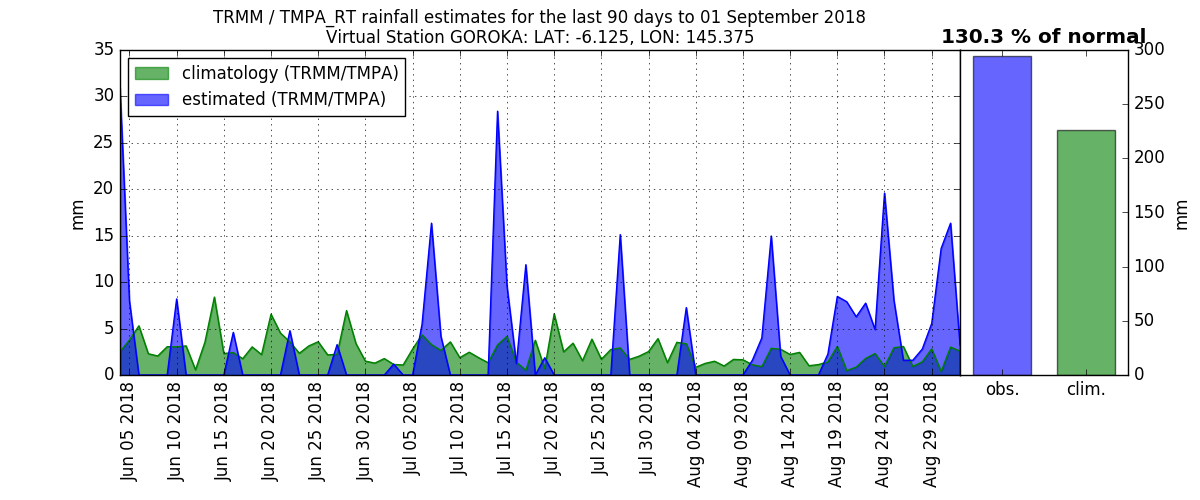 TRMM / TMPA_RT rainfall estimates for the last 90 days to 01 September 2018
Virtual Station GOROKA: LAT: -6.125, LON: 145.375
130.3 % of normal
35
30
25
20
15
10
5
0
mm
climatology (TRMM/TMPA)
estimated (TRMM/TMPA)
Jun 05 2018
Jun 10 2018
Jun 15 2018
Jun 20 2018
Jun 25 2018
Jun 30 2018
Jul 05 2018
Jul 10 2018
Jul 15 2018
Jul 20 2018
Jul 25 2018
Jul 30 2018
Aug 04 2018
Aug 09 2018
Aug 14 2018
Aug 19 2018
Aug 24 2018
Aug 29 2018
obs.
clim.
300
250
200
150
100
50
0
mm